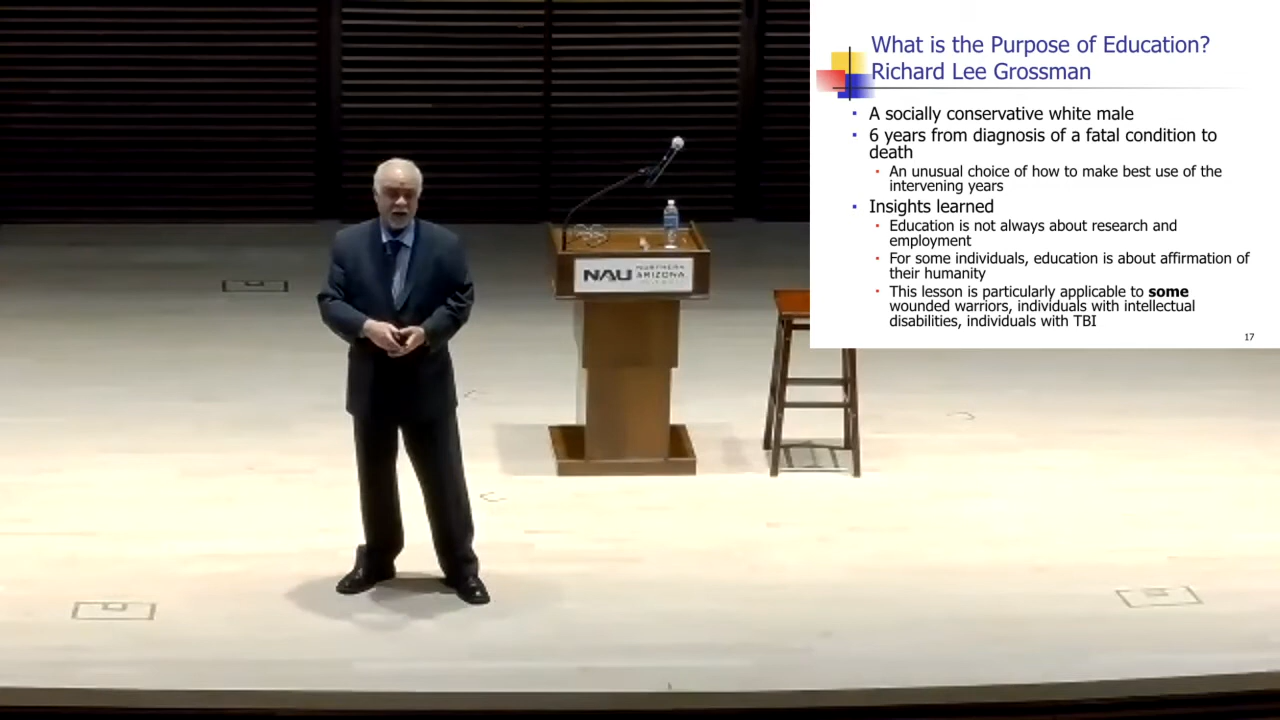 What is the Purpose of Education?
Richard Lee Grossman
A socially conservative white male
6 years from diagnosis of a fatal condition to
death
An unusual choice of how to make best use of the
intervening years
Insights learned
Education is not always about research and
employment
For some individuals, education is about affirmation of
their humanity
This lesson is particularly applicable to some
wounded warriors, individuals with intellectual
disabilities, individuals with TBI
17
NAU NORTHERN
ARIZONA